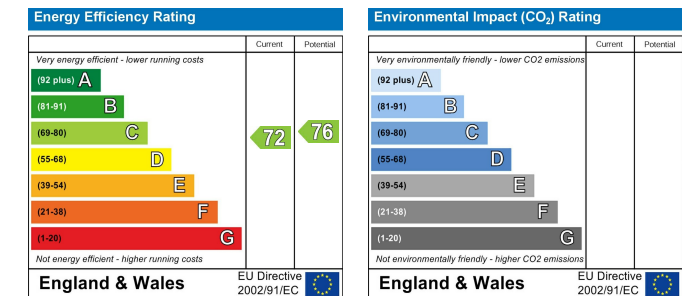 Energy Efficiency Rating
Current Potential
Very energy efficient - lower running costs
(92 plus) A
(81-91) B
(69-80) C
72 76
(55-68) D
(39-54) E
(21-38) F
(1-20) G
Not energy efficient - higher running costs
England & Wales
EU Directive
2002/91/EC
Environmental Impact (CO₂) Rating
Current Potential
Very environmentally friendly - lower CO2 emissions
(92 plus) A
(81-91) B
(69-80) C
(55-68) D
(39-54) E
(21-38) F
(1-20) G
Not environmentally friendly - higher CO2 emissions
England & Wales
EU Directive
2002/91/EC